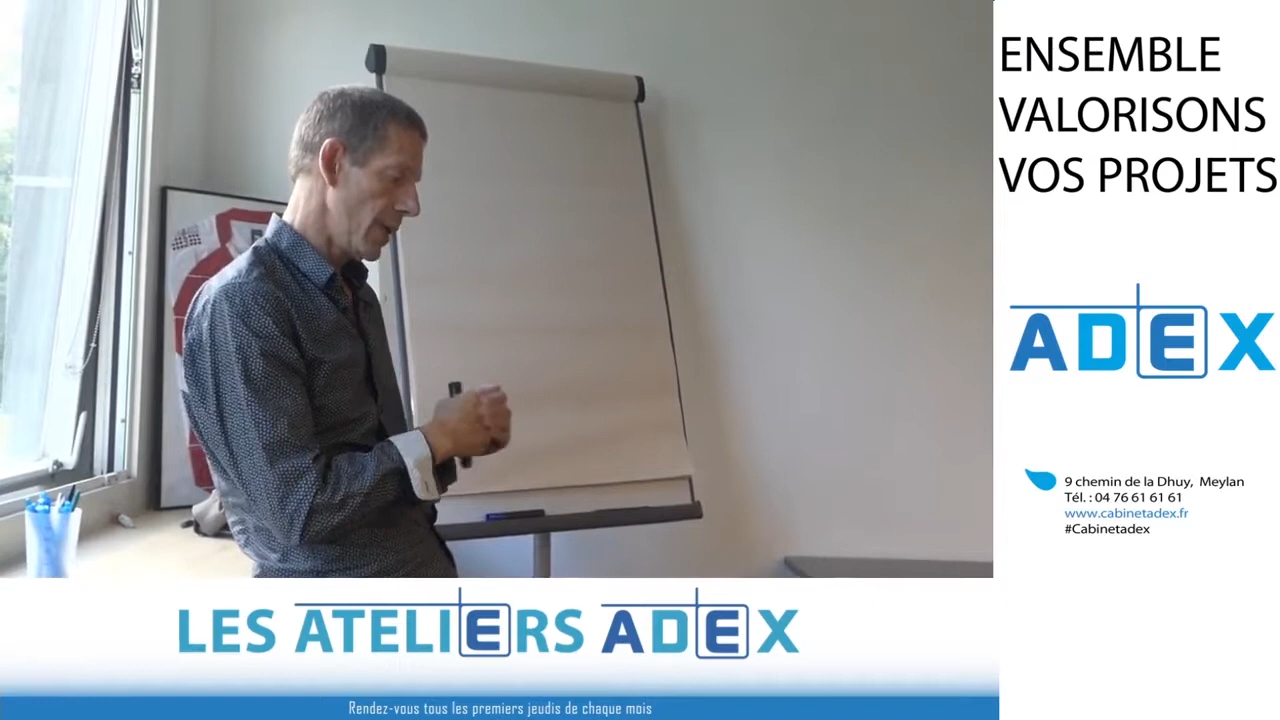 ENSEMBLE
VALORISONS
VOS PROJETS
ADEX
9 chemin de la Dhuy, Meylan
Tél. : 04 76 61 61 61
www.cabinetadex.fr
#Cabinetadex
LES ATELIERS ADEX
Rendez-vous tous les premiers jeudis de chaque mois